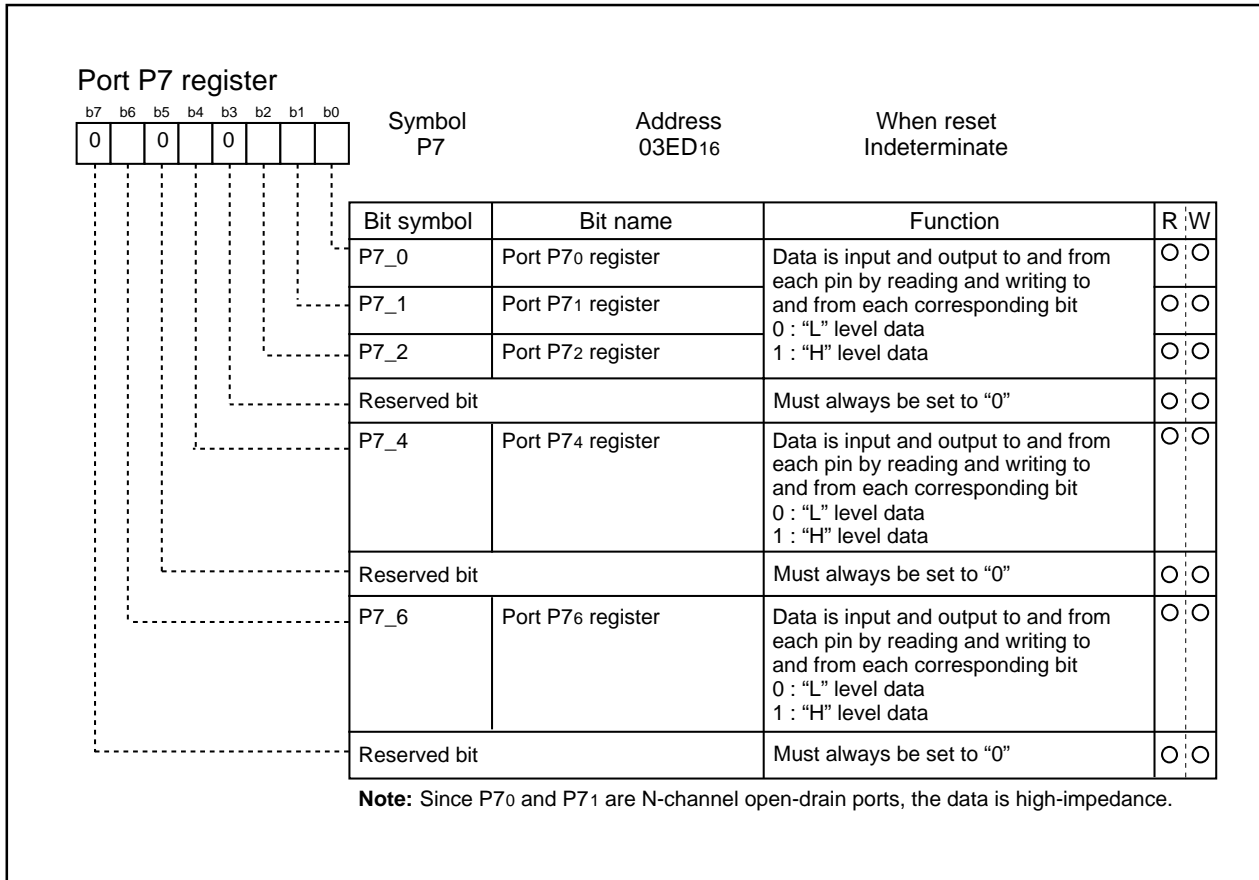 Port P7 register
b7 b6 b5 b4 b3 b2 b1 b0
0 0 0
Symbol Address When reset
P7 03ED16 Indeterminate
Bit symbol Bit name Function R W
P7_0 Port P70 register Data is input and output to and from
each pin by reading and writing to
P7_1 Port P71 register and from each corresponding bit
0 : “L” level data
P7_2 Port P72 register 1 : “H” level data
Reserved bit Must always be set to “0”
P7_4 Port P74 register Data is input and output to and from
each pin by reading and writing to
and from each corresponding bit
0 : “L” level data
1 : “H” level data
Reserved bit Must always be set to “0”
P7_6 Port P76 register Data is input and output to and from
each pin by reading and writing to
and from each corresponding bit
0 : “L” level data
1 : “H” level data
Reserved bit Must always be set to “0”
Note: Since P70 and P71 are N-channel open-drain ports, the data is high-impedance.